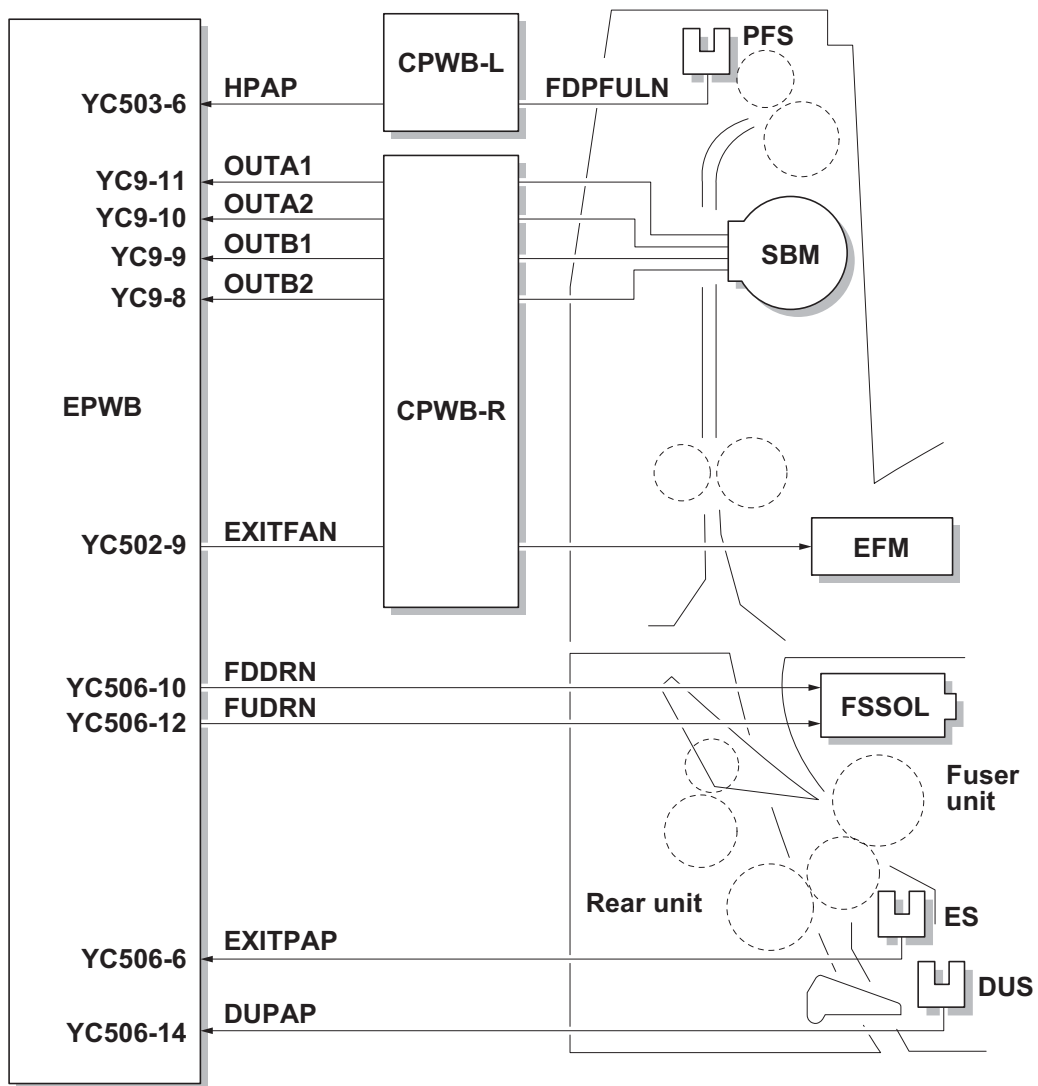 PFS
CPWB-L
HPAP
FDPFULN
YC503-6
OUTA1
YC9-11
OUTA2
YC9-10
OUTB1
YC9-9
SBM
OUTB2
YC9-8
EPWB
CPWB-R
EXITFAN
YC502-9
EFM
FDDRN
YC506-10
FUDRN
YC506-12
FSSOL
Fuser
unit
Rear unit
ES
EXITPAP
YC506-6
DUS
DUPAP
YC506-14